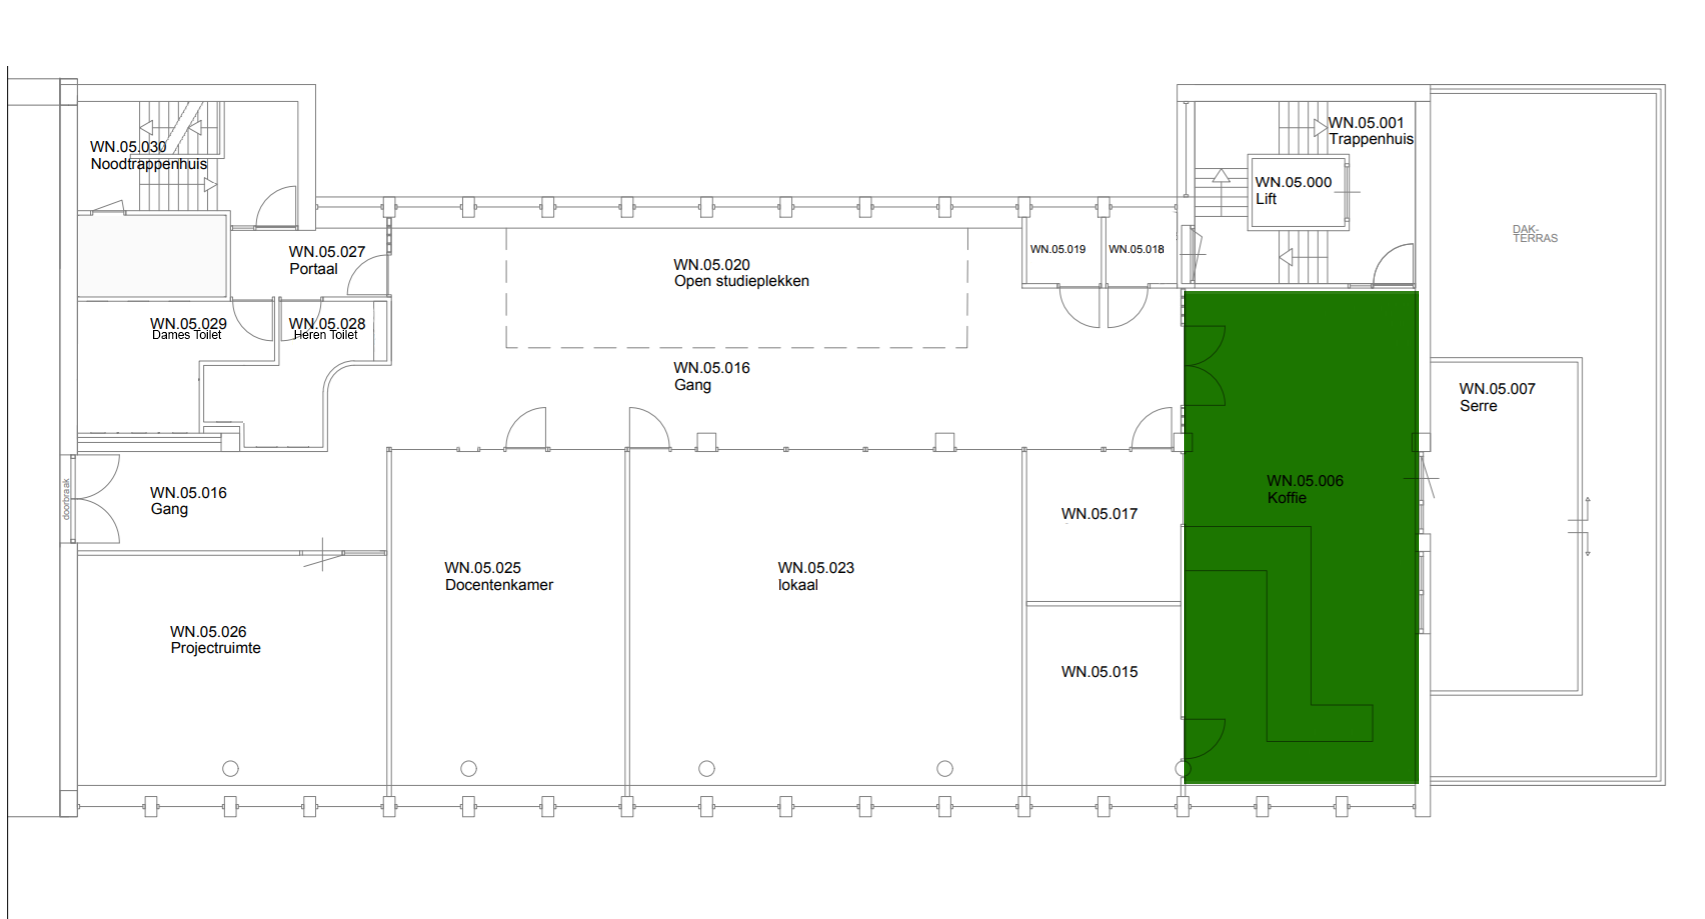 WN.05.030
Noodtrappenhuis
WN.05.001
Trappenhuis
WN.05.000
Lift
WN.05.027
Portaal
WN.05.020
Open studieplekken
WN.05.019
WN.05.018
DAK-
TERRAS
WN.05.029
Dames Toilet
WN.05.028
Heren Toilet
WN.05.016
Gang
WN.05.007
Serre
WN.05.006
Koffie
doorbraak
WN.05.016
Gang
WN.05.017
WN.05.025
Docentenkamer
WN.05.023
lokaal
WN.05.026
Projectruimte
WN.05.015